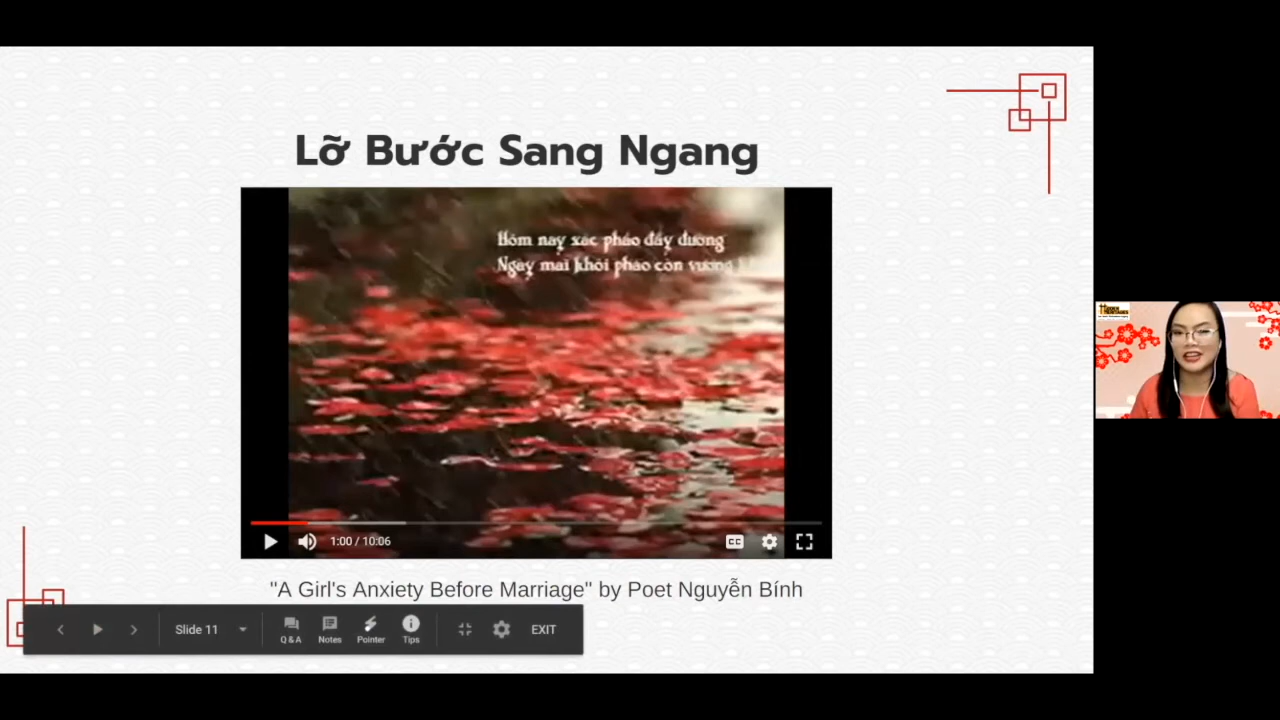 Lỡ Bước Sang Ngang
Hôm nay xác pháo đầy đường
Ngày mai khói pháo còn vương
1:00 / 10:06
CC
"A Girl's Anxiety Before Marriage" by Poet Nguyễn Bính
Slide 11
Q & A
Notes
Pointer
Tips
EXIT